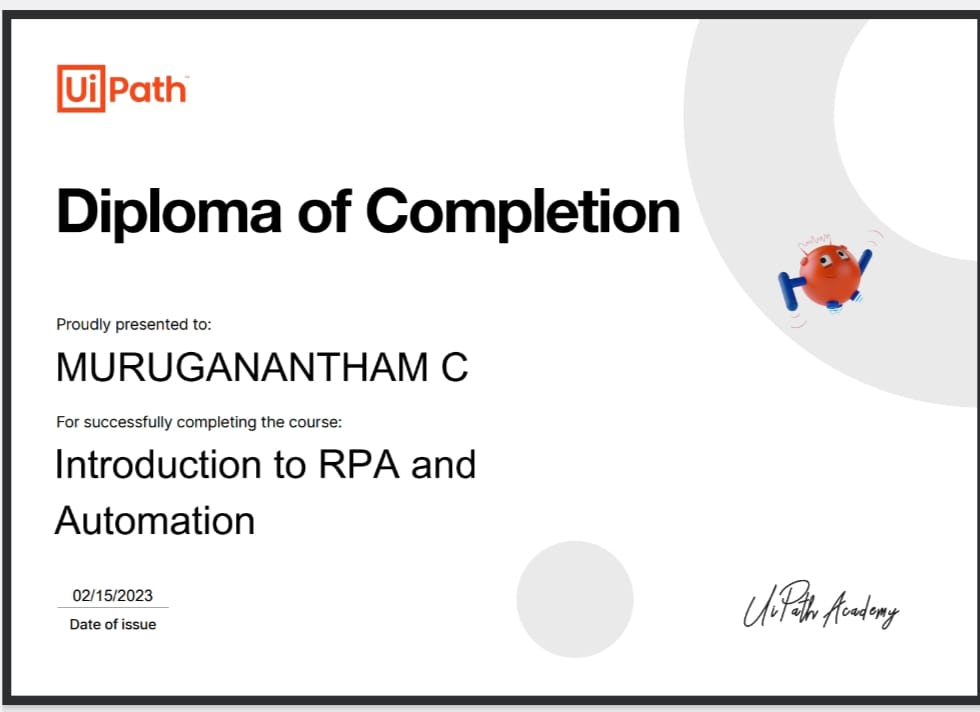 UiPath™
Diploma of Completion
Proudly presented to:
MURUGANANTHAM C
For successfully completing the course:
Introduction to RPA and
Automation
02/15/2023
Date of issue
UiPath Academy